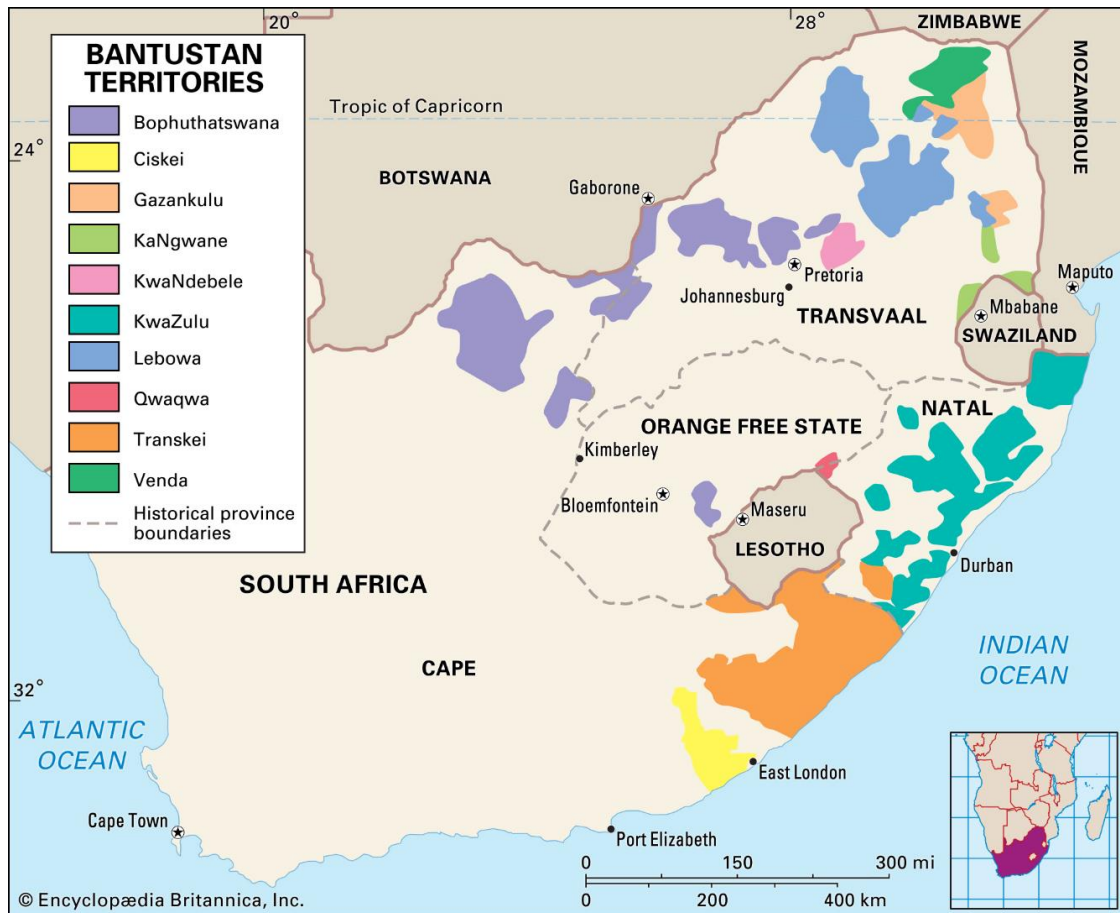 20°
28°
ZIMBABWE
BANTUSTAN
TERRITORIES
Bophuthatswana
Ciskei
Gazankulu
KaNgwane
KwaNdebele
KwaZulu
Lebowa
Qwaqwa
Transkei
Venda
Historical province
boundaries
Tropic of Capricorn
24°
MOZAMBIQUE
BOTSWANA
Gaborone
Pretoria
Johannesburg
Maputo
TRANSVAAL
Mbabane
SWAZILAND
NATAL
ORANGE FREE STATE
Kimberley
Bloemfontein
Maseru
LESOTHO
Durban
SOUTH AFRICA
INDIAN
OCEAN
CAPE
32°
ATLANTIC
OCEAN
East London
Cape Town
Port Elizabeth
0 150 300 mi
0 200 400 km
© Encyclopædia Britannica, Inc.